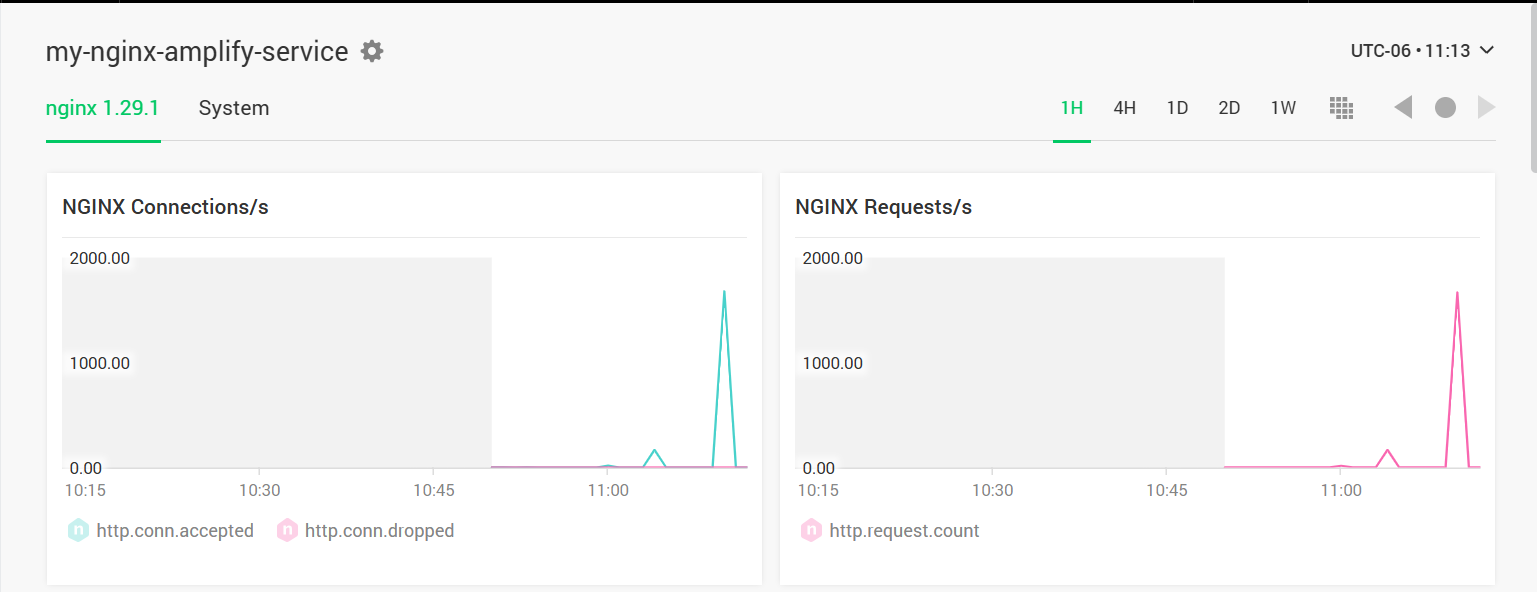 my-nginx-amplify-service
UTC-06 • 11:13
nginx 1.29.1 System
1H 4H 1D 2D 1W
NGINX Connections/s
2000.00
1000.00
0.00
10:15 10:30 10:45 11:00
n http.conn.accepted n http.conn.dropped
NGINX Requests/s
2000.00
1000.00
0.00
10:15 10:30 10:45 11:00
n http.request.count